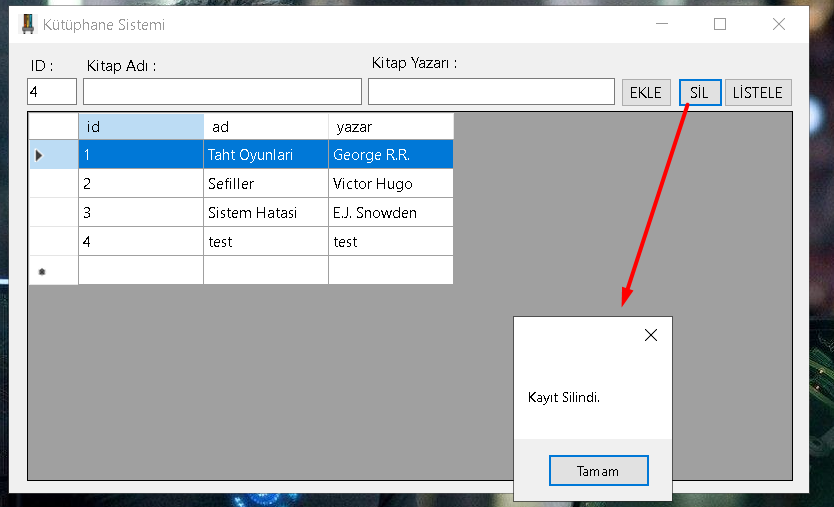 Kütüphane Sistemi
ID : Kitap Adı : Kitap Yazarı :
4 EKLE SİL LİSTELE
id ad yazar
1 Taht Oyunlari George R.R.
2 Sefiller Victor Hugo
3 Sistem Hatasi E.J. Snowden
4 test test
Kayıt Silindi.
Tamam